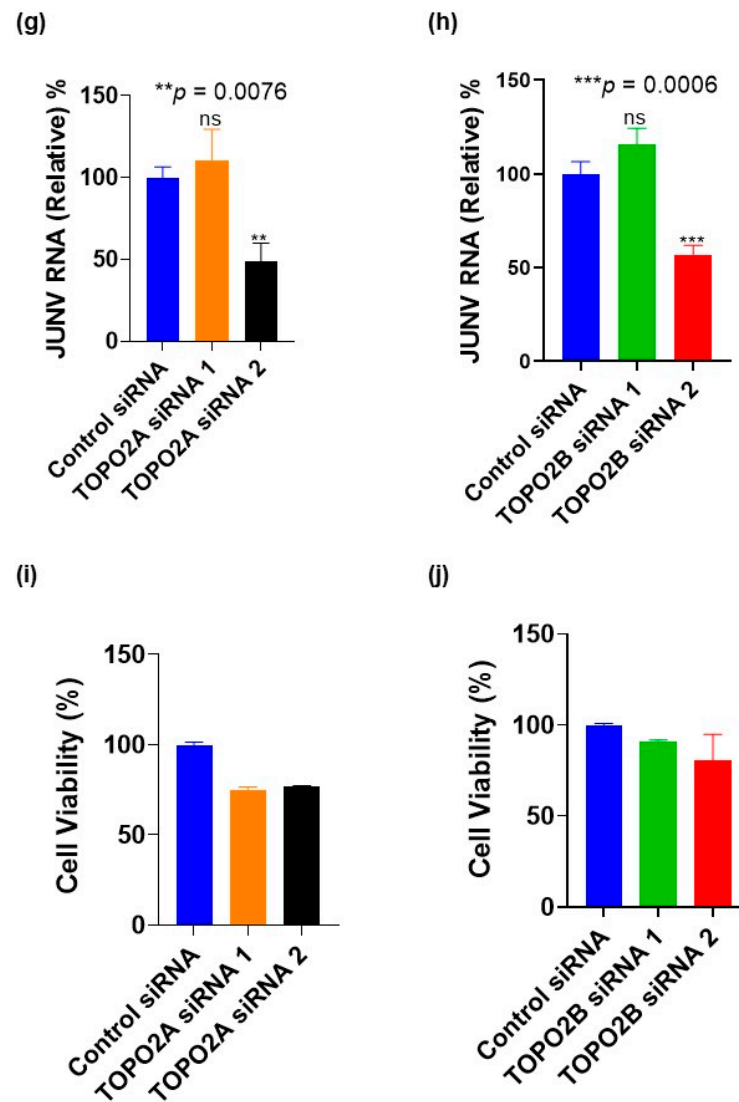 (g)
JUNV RNA (Relative) %
**p = 0.0076
150
100
50
0
ns
**
Control siRNA
TOPO2A siRNA 1
TOPO2A siRNA 2
(h)
JUNV RNA (Relative) %
***p = 0.0006
150
100
50
0
ns
***
Control siRNA
TOPO2B siRNA 1
TOPO2B siRNA 2
(i)
Cell Viability (%)
150
100
50
0
Control siRNA
TOPO2A siRNA 1
TOPO2A siRNA 2
(j)
Cell Viability (%)
150
100
50
0
Control siRNA
TOPO2B siRNA 1
TOPO2B siRNA 2